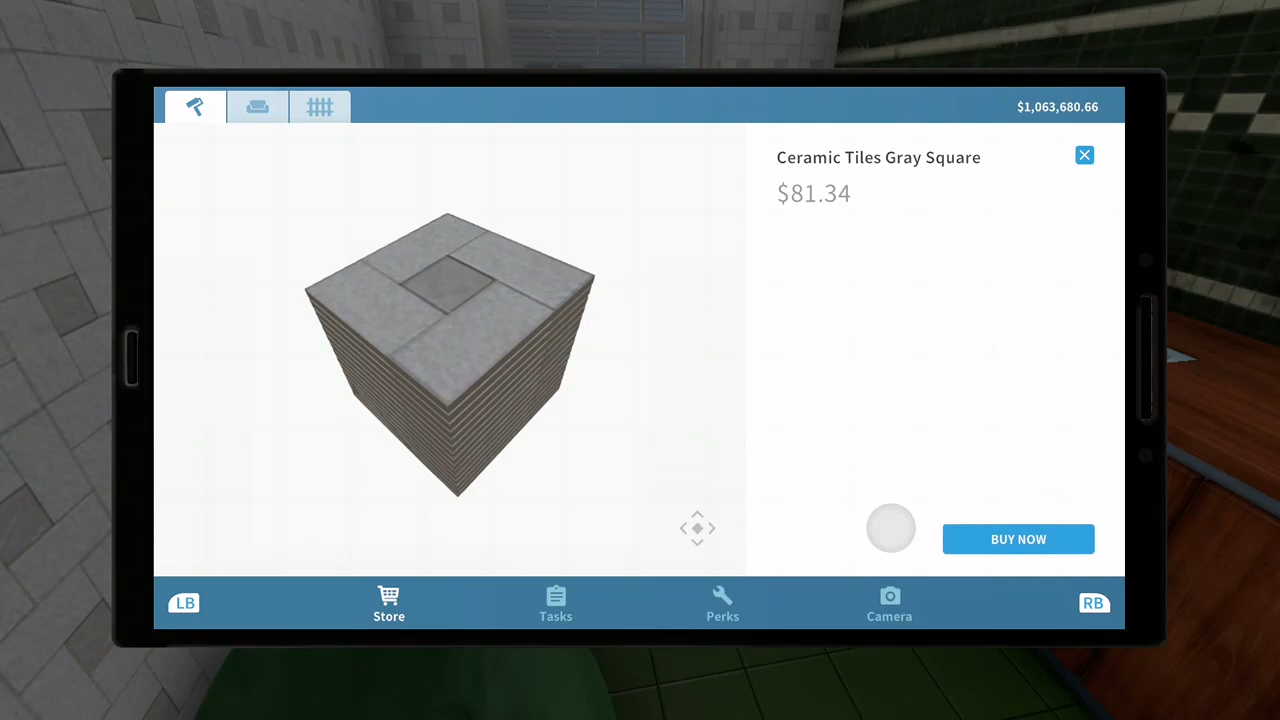 $1,063,680.66
Ceramic Tiles Gray Square
$81.34
BUY NOW
LB
Store
Tasks
Perks
Camera
RB